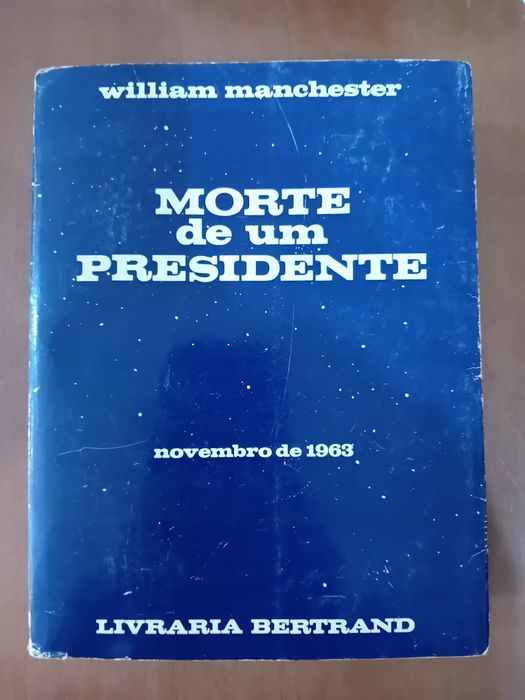 william manchester
MORTE
de um
PRESIDENTE
novembro de 1963
LIVRARIA BERTRAND